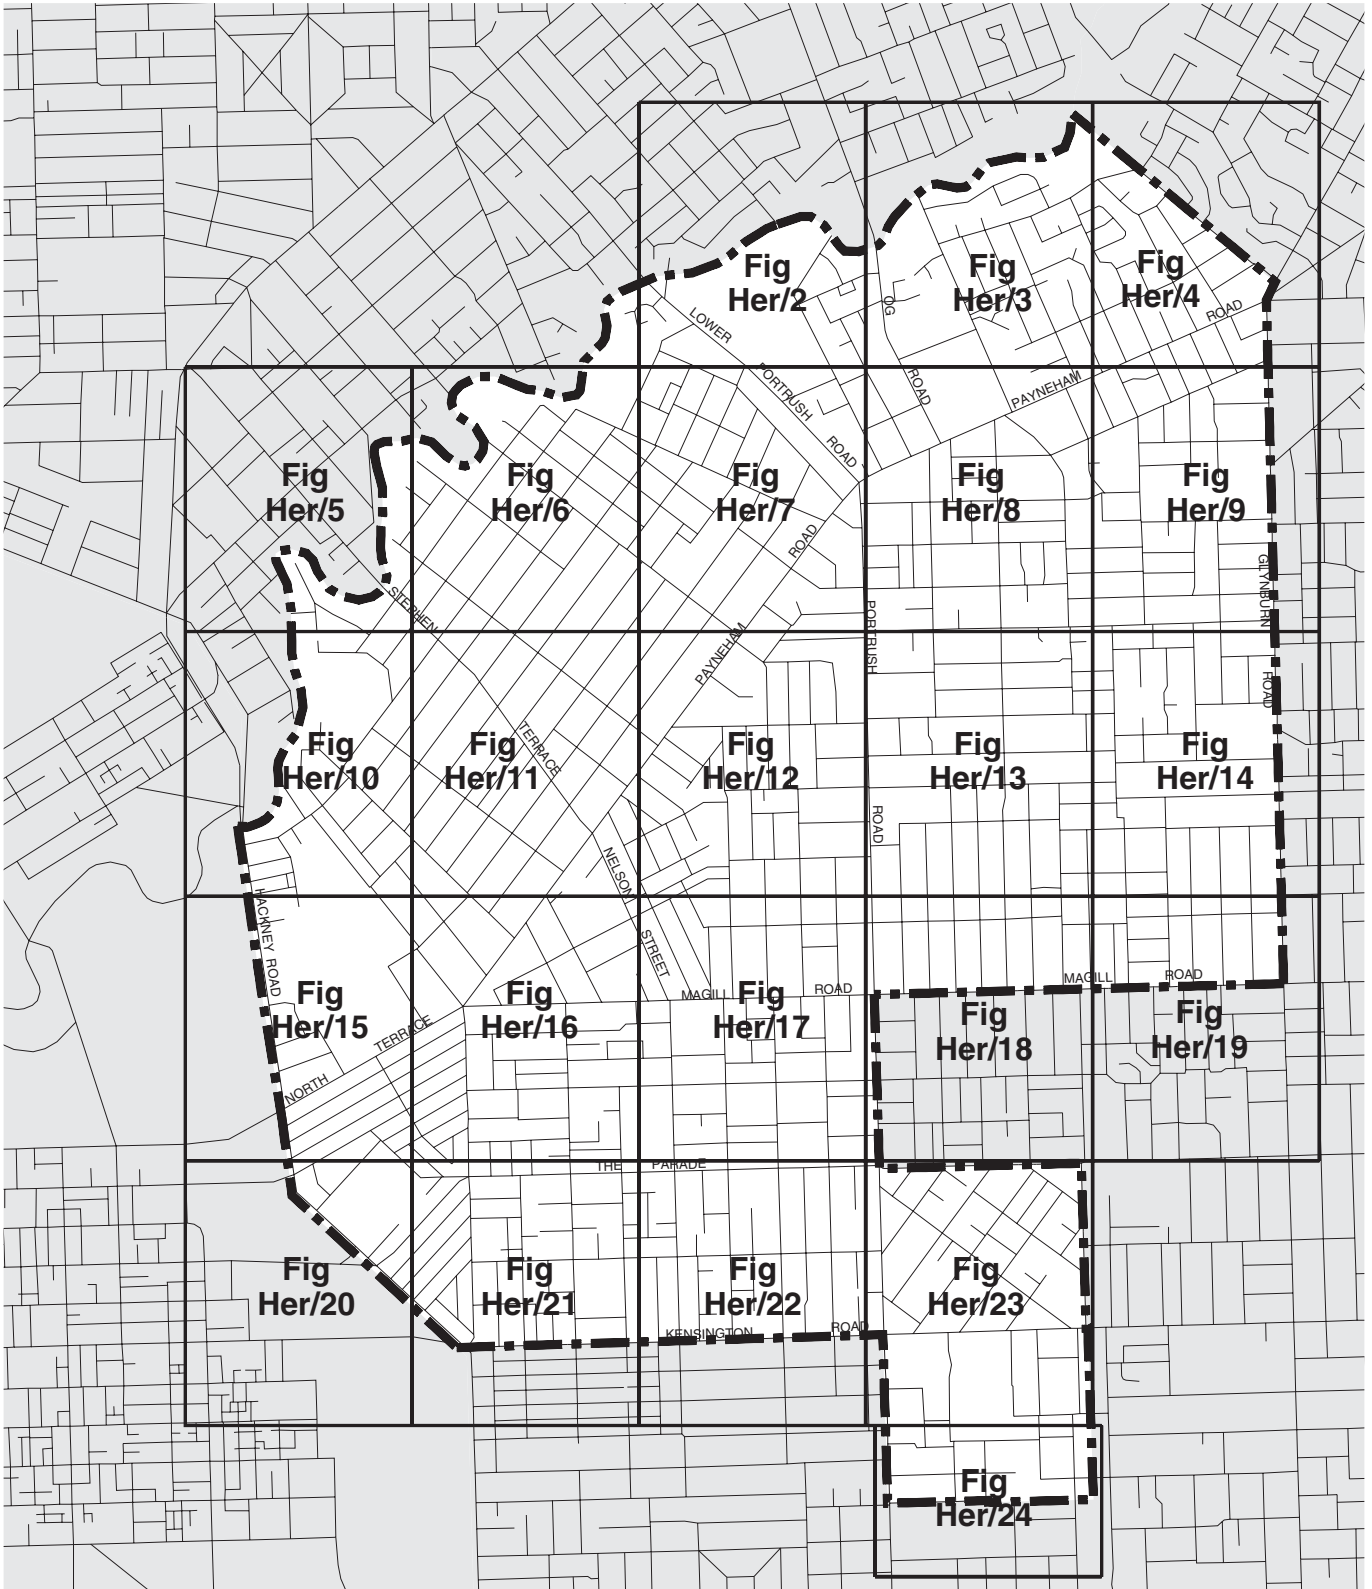 Fig
Her/2
Fig
Her/3
Fig
Her/4
LOWER
OG
ROAD
PORTRUSH
ROAD
PAYNEHAM
ROAD
Fig
Her/5
Fig
Her/6
Fig
Her/7
Fig
Her/8
Fig
Her/9
ROAD
STEPHEN
PAYNEHAM
PORTRUSH
GLYNBURN
ROAD
Fig
Her/10
Fig
Her/11
TERRACE
Fig
Her/12
Fig
Her/13
Fig
Her/14
ROAD
NELSON
HACKNEY ROAD
STREET
MAGILL
ROAD
MAGILL
ROAD
Fig
Her/15
Fig
Her/16
Fig
Her/17
Fig
Her/18
Fig
Her/19
NORTH
TERRACE
THE
PARADE
Fig
Her/20
Fig
Her/21
Fig
Her/22
Fig
Her/23
KENSINGTON
ROAD
Fig
Her/24